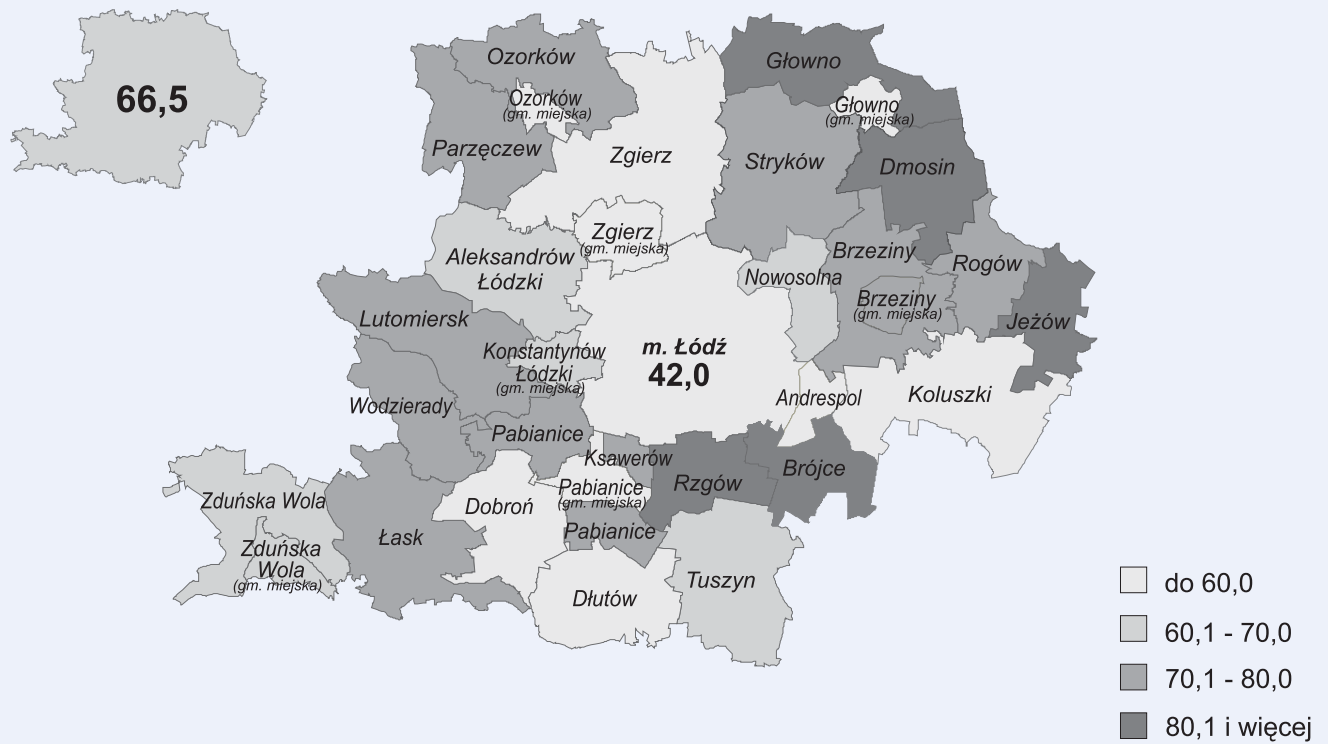 66,5
Ozorków
Głowno
Ozorków
(gm. miejska)
Głowno
(gm. miejska)
Parzęczew
Zgierz
Stryków
Dmosin
Zgierz
(gm. miejska)
Aleksandrów
Łódzki
Nowosolna
Brzeziny
Rogów
Brzeziny
(gm. miejska)
Lutomiersk
Jeżów
Konstantynów
Łódzki
(gm. miejska)
m. Łódź
42,0
Wodzierady
Andrespol
Koluszki
Pabianice
Ksawerów
Brójce
Rzgów
Pabianice
(gm. miejska)
Zduńska Wola
Dobroń
Łask
Pabianice
Zduńska
Wola
(gm. miejska)
Tuszyn
Dłutów
do 60,0
60,1 - 70,0
70,1 - 80,0
80,1 i więcej